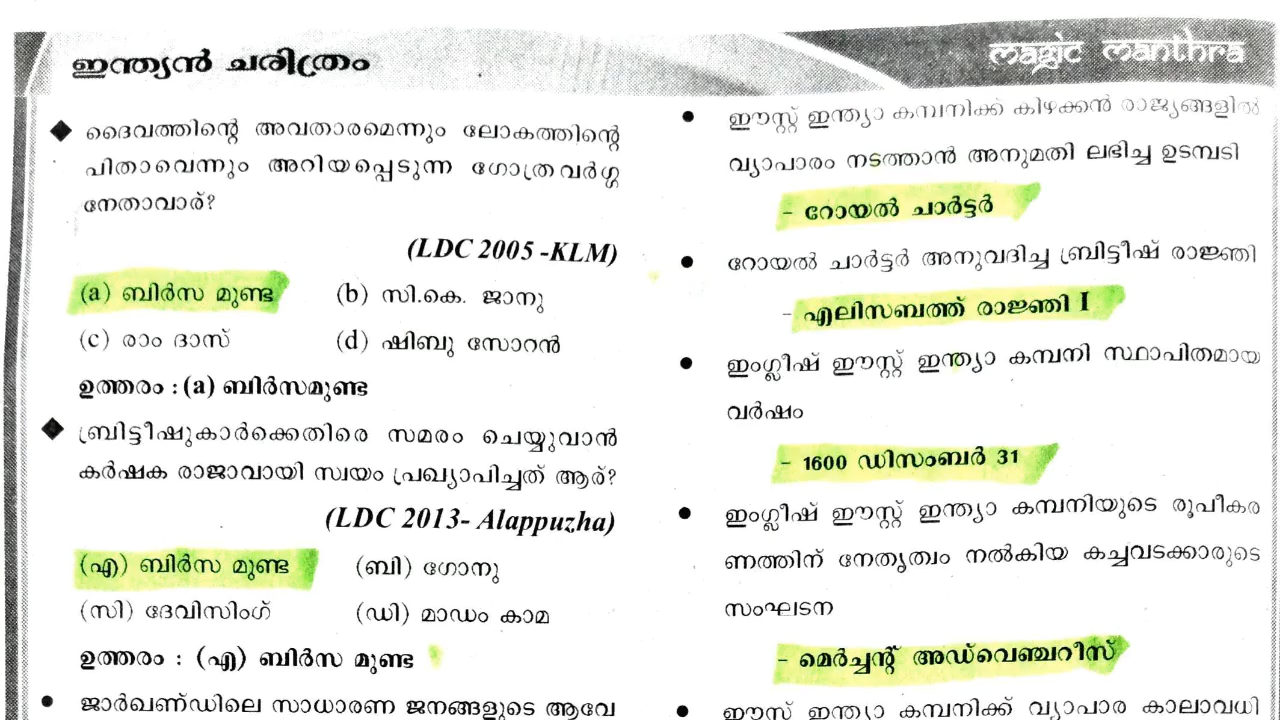 ഇന്ത്യൻ ചരിത്രം
magic manthra
ദൈവത്തിന്റെ അവതാരമെന്നും ലോകത്തിന്റെ
പിതാവെന്നും അറിയപ്പെടുന്ന ഗോത്രവർഗ്ഗ
നേതാവാര്?
(LDC 2005 -KLM)
(a) ബിർസ മുണ്ട (b) സി.കെ. ജാനു
(c) രാം ദാസ് (d) ഷിബു സോറൻ
ഉത്തരം : (a) ബിർസമുണ്ട
ബ്രിട്ടീഷുകാർക്കെതിരെ സമരം ചെയ്യുവാൻ
കർഷക രാജാവായി സ്വയം പ്രഖ്യാപിച്ചത് ആര്?
(LDC 2013- Alappuzha)
(എ) ബിർസ മുണ്ട (ബി) ഗോനു
(സി) ദേവിസിംഗ് (ഡി) മാഡം കാമ
ഉത്തരം : (എ) ബിർസ മുണ്ട
ജാർഖണ്ഡിലെ സാധാരണ ജനങ്ങളുടെ ആവേ
ഈസ്റ്റ് ഇന്ത്യാ കമ്പനിക്ക് കിഴക്കൻ രാജ്യങ്ങളിൽ
വ്യാപാരം നടത്താൻ അനുമതി ലഭിച്ച ഉടമ്പടി
- റോയൽ ചാർട്ടർ
റോയൽ ചാർട്ടർ അനുവദിച്ച ബ്രിട്ടീഷ് രാജ്ഞി
- എലിസബത്ത് രാജ്ഞി I
ഇംഗ്ലീഷ് ഈസ്റ്റ് ഇന്ത്യാ കമ്പനി സ്ഥാപിതമായ
വർഷം
- 1600 ഡിസംബർ 31
ഇംഗ്ലീഷ് ഈസ്റ്റ് ഇന്ത്യാ കമ്പനിയുടെ രൂപീകര
ണത്തിന് നേതൃത്വം നൽകിയ കച്ചവടക്കാരുടെ
സംഘടന
- മെർച്ചന്റ് അഡ്വെഞ്ചറീസ്
ഈസ്റ്റ് ഇന്ത്യാ കമ്പനിക്ക് വ്യാപാര കാലാവധി